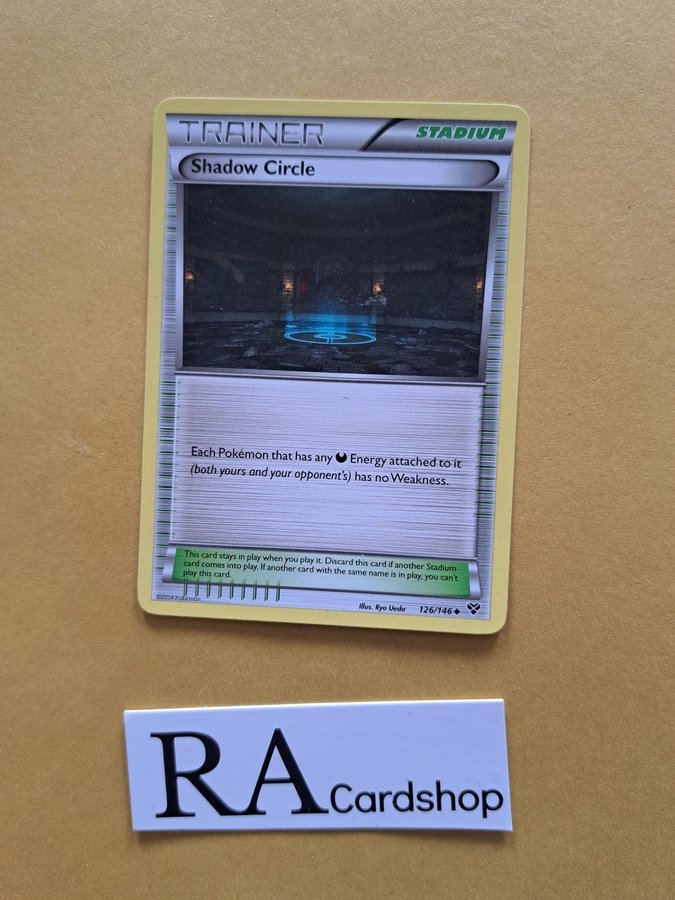 TRAINER
STADIUM
Shadow Circle
Each Pokémon that has any Energy attached to it
(both yours and your opponent's) has no Weakness.
This card stays in play when you play it. Discard this card if another Stadium
card comes into play. If another card with the same name is in play, you can't
play this card.
©2014 Pokémon
Illus. Ryo Ueda
126/146
RA Cardshop